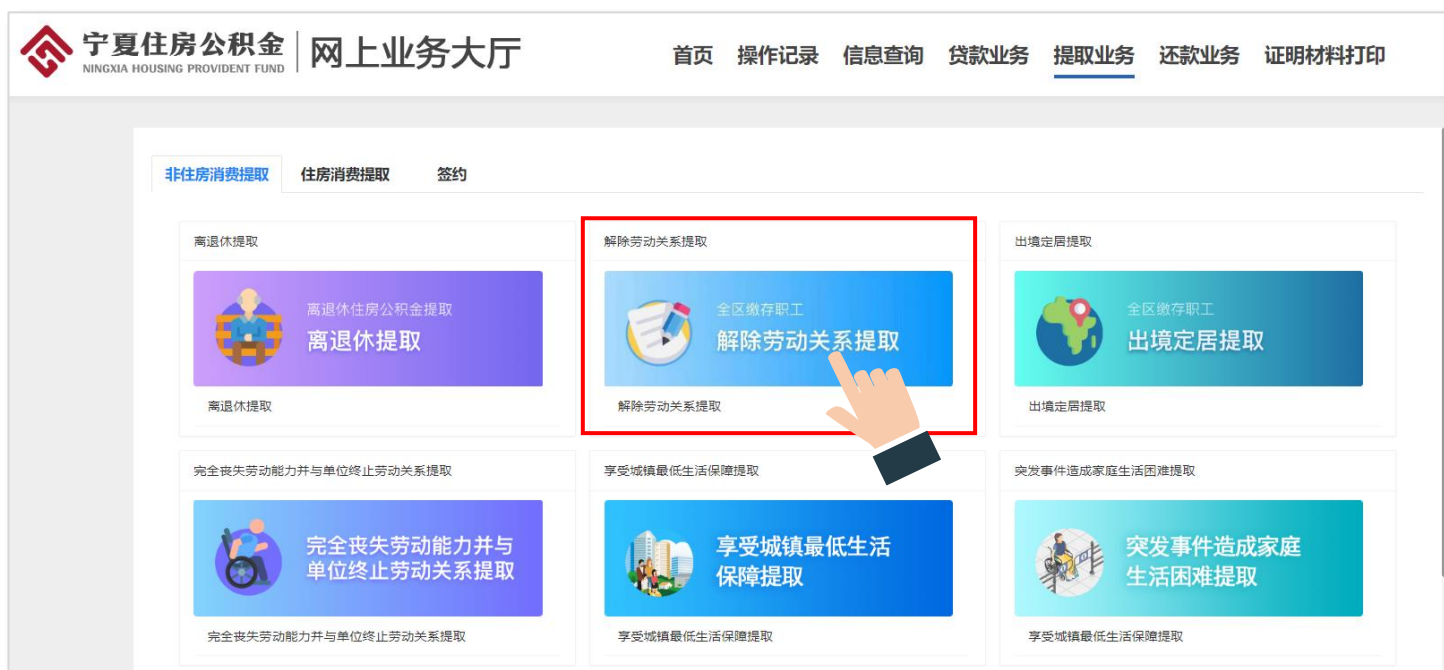 宁夏住房公积金
NINGXIA HOUSING PROVIDENT FUND
网上业务大厅
首页 操作记录 信息查询 贷款业务 提取业务 还款业务 证明材料打印
非住房消费提取 住房消费提取 签约
离退休提取
离退休住房公积金提取
离退休提取
离退休提取
解除劳动关系提取
全区缴存职工
解除劳动关系提取
解除劳动关系提取
出境定居提取
全区缴存职工
出境定居提取
出境定居提取
完全丧失劳动能力并与单位终止劳动关系提取
完全丧失劳动能力并与
单位终止劳动关系提取
完全丧失劳动能力并与单位终止劳动关系提取
享受城镇最低生活保障提取
享受城镇最低生活
保障提取
享受城镇最低生活保障提取
突发事件造成家庭生活困难提取
突发事件造成家庭
生活困难提取
享受城镇最低生活保障提取